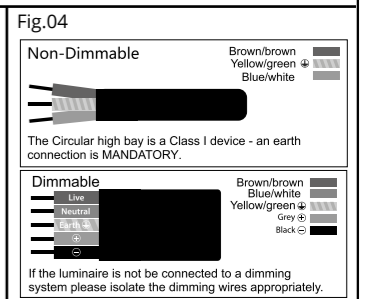 Fig.04
Non-Dimmable
Brown/brown
Yellow/green ⏚
Blue/white
The Circular high bay is a Class I device - an earth
connection is MANDATORY.
Dimmable
Live
Neutral
Earth ⏚
⊕
⊖
Brown/brown
Blue/white
Yellow/green ⏚
Grey ⊕
Black ⊖
If the luminaire is not be connected to a dimming
system please isolate the dimming wires appropriately.